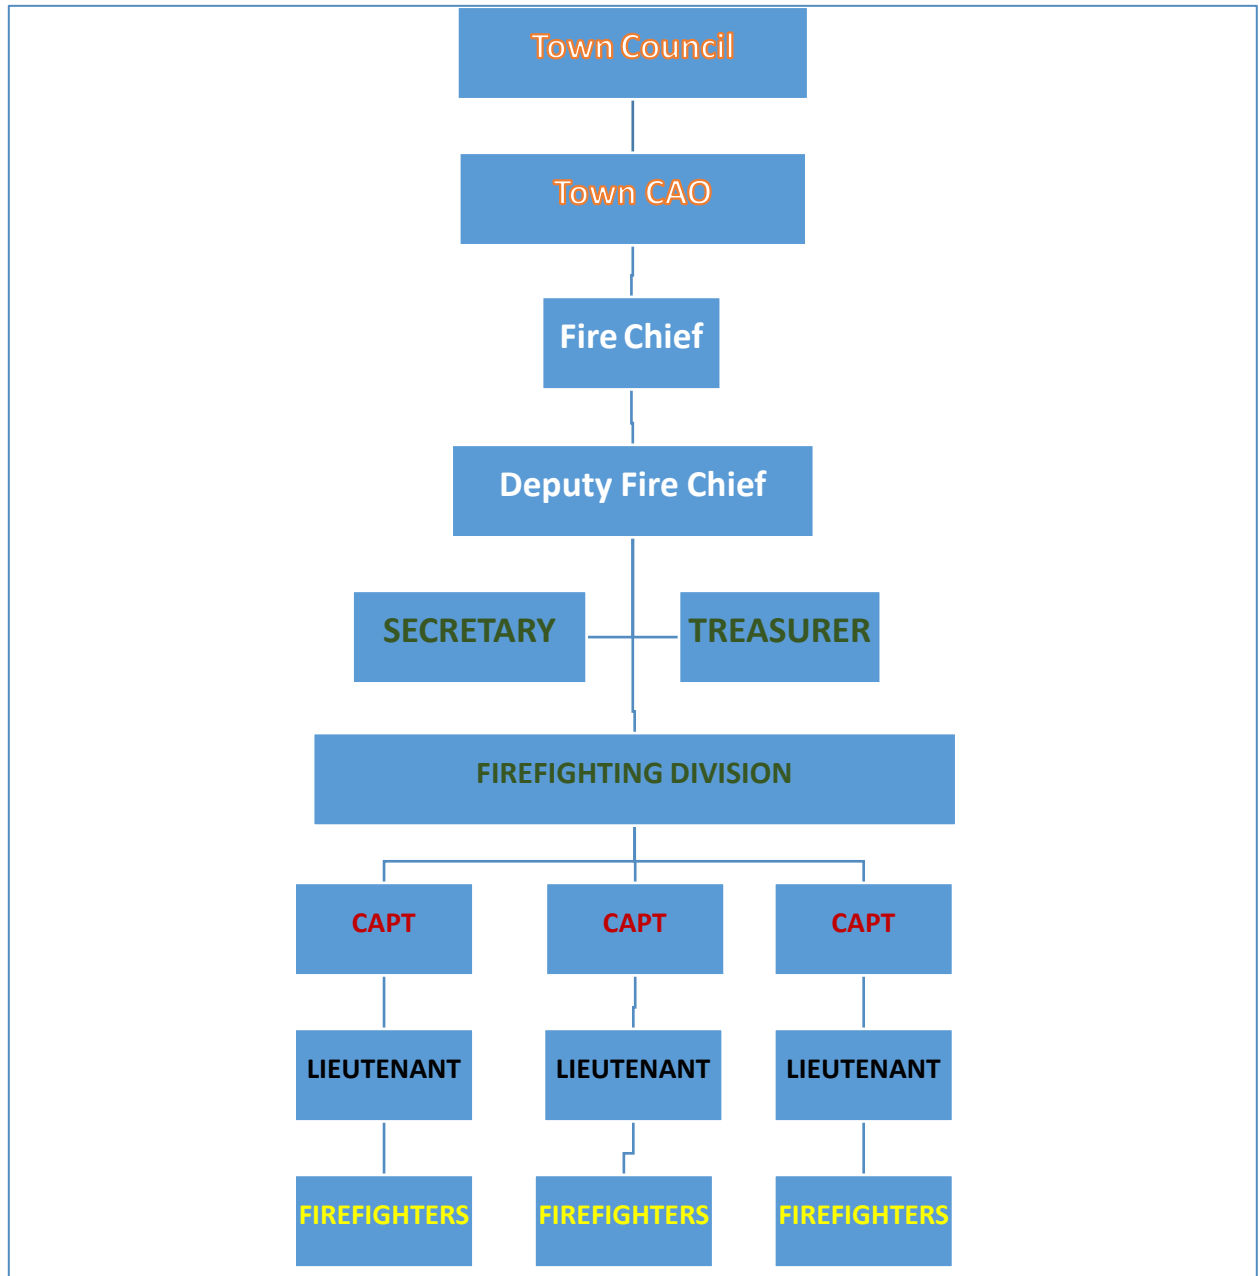 Town Council
Town CAO
Fire Chief
Deputy Fire Chief
SECRETARY
TREASURER
FIREFIGHTING DIVISION
CAPT
CAPT
CAPT
LIEUTENANT
LIEUTENANT
LIEUTENANT
FIREFIGHTERS
FIREFIGHTERS
FIREFIGHTERS